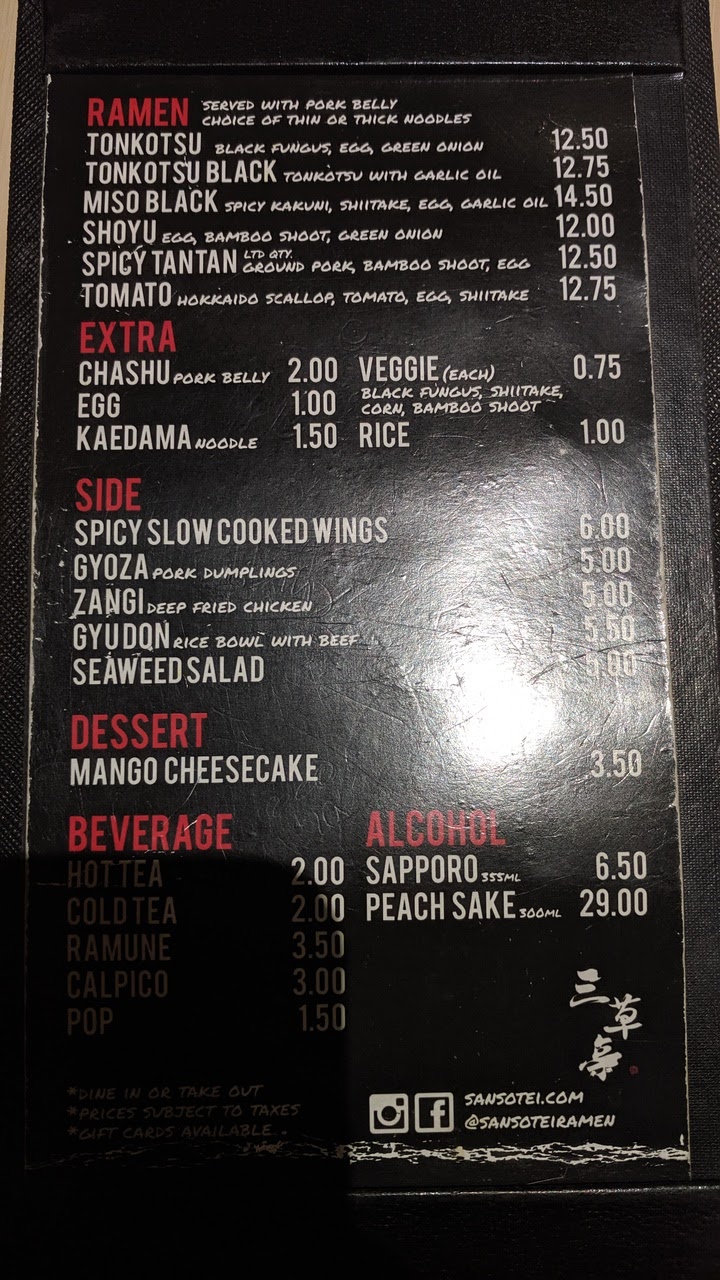 RAMEN SERVED WITH PORK BELLY
CHOICE OF THIN OR THICK NOODLES
TONKOTSU BLACK FUNGUS, EGG, GREEN ONION 12.50
TONKOTSU BLACK TONKOTSU WITH GARLIC OIL 12.75
MISO BLACK SPICY KAKUNI, SHIITAKE, EGG, GARLIC OIL 14.50
SHOYU EGG, BAMBOO SHOOT, GREEN ONION 12.00
SPICY TANTAN LTD QTY. GROUND PORK, BAMBOO SHOOT, EGG 12.50
TOMATO HOKKAIDO SCALLOP, TOMATO, EGG, SHIITAKE 12.75
EXTRA
CHASHU PORK BELLY 2.00 VEGGIE (EACH) 0.75
BLACK FUNGUS, SHIITAKE,
EGG 1.00 CORN, BAMBOO SHOOT
KAEDAMA NOODLE 1.50 RICE 1.00
SIDE
SPICY SLOW COOKED WINGS 6.00
GYOZA PORK DUMPLINGS 5.00
ZANGI DEEP FRIED CHICKEN 5.00
GYUDON RICE BOWL WITH BEEF 5.50
SEAWEED SALAD 5.00
DESSERT
MANGO CHEESECAKE 3.50
BEVERAGE
HOT TEA 2.00
COLD TEA 2.00
RAMUNE 3.50
CALPICO 3.00
POP 1.50
ALCOHOL
SAPPORO 355ML 6.50
PEACH SAKE 300ML 29.00
三草亭
*DINE IN OR TAKE OUT
*PRICES SUBJECT TO TAXES
*GIFT CARDS AVAILABLE
SANSOTEI.COM
@SANSOTEIRAMEN